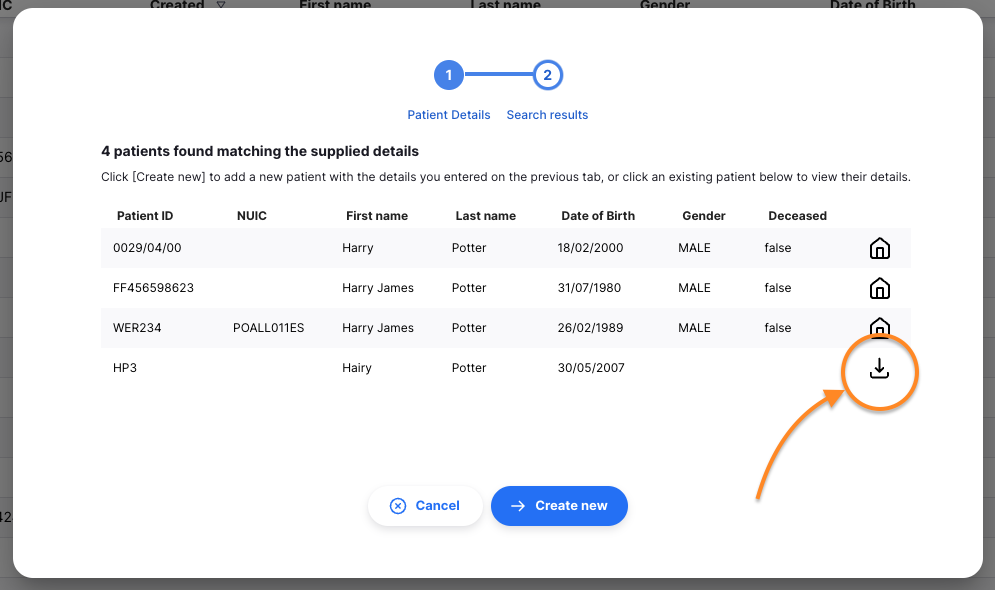 IC Created First name Last name Gender Date of Birth
1 2
Patient Details Search results
4 patients found matching the supplied details
Click [Create new] to add a new patient with the details you entered on the previous tab, or click an existing patient below to view their details.
Patient ID NUIC First name Last name Date of Birth Gender Deceased
0029/04/00 Harry Potter 18/02/2000 MALE false
FF456598623 Harry James Potter 31/07/1980 MALE false
WER234 POALL011ES Harry James Potter 26/02/1989 MALE false
HP3 Hairy Potter 30/05/2007
Cancel Create new